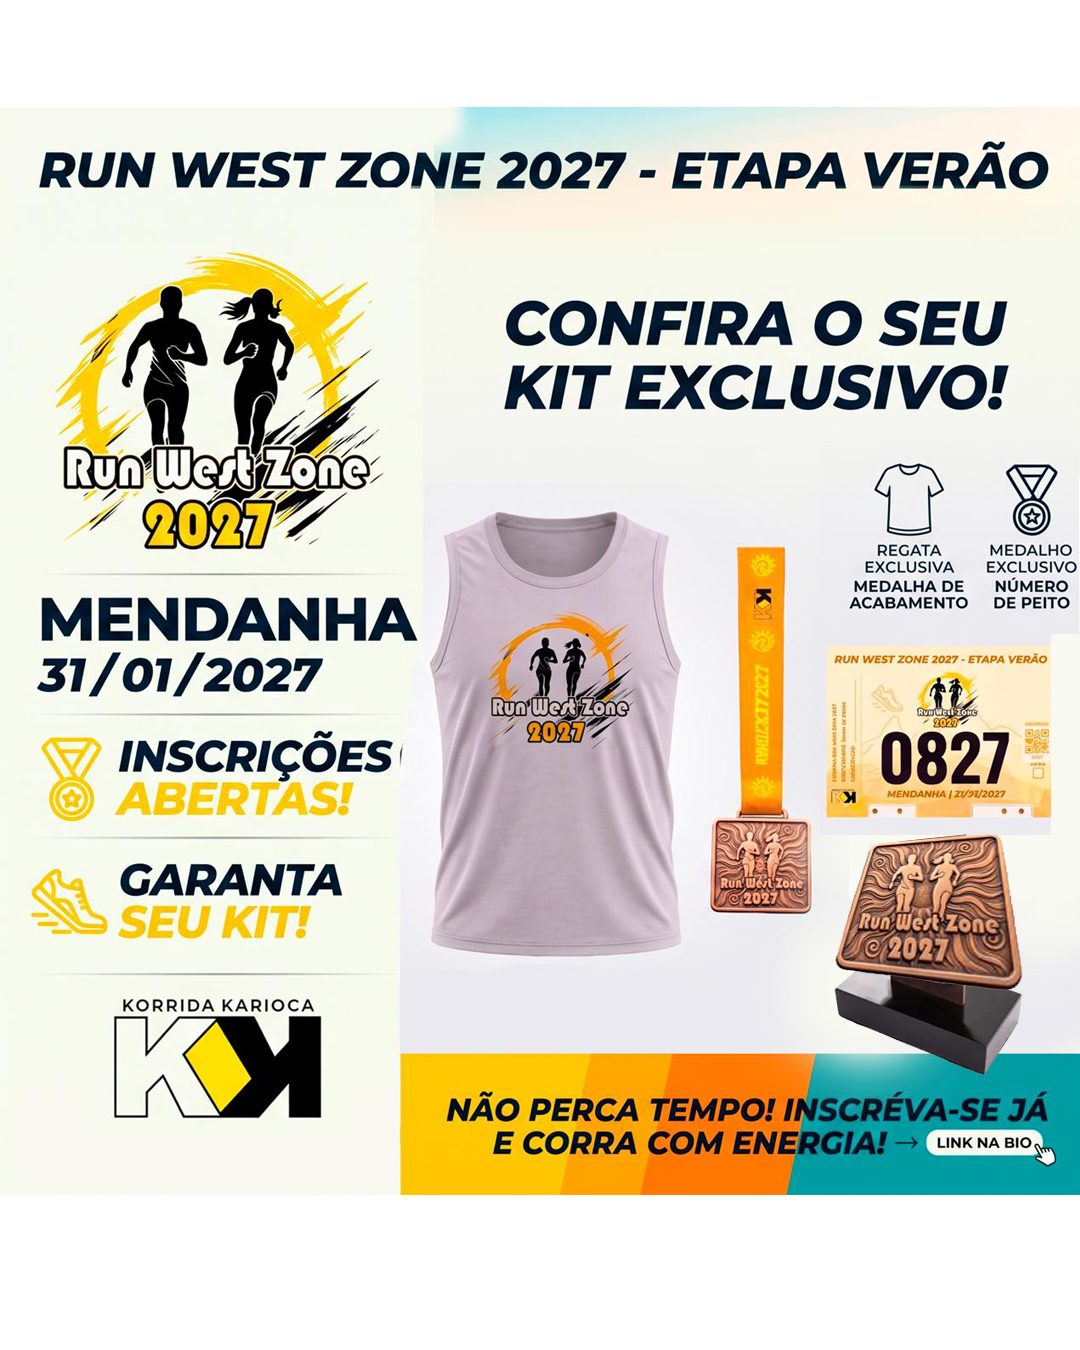 RUN WEST ZONE 2027 - ETAPA VERÃO
Run West Zone
2027
MENDANHA
31/01/2027
INSCRIÇÕES
ABERTAS!
GARANTA
SEU KIT!
KORRIDA KARIOCA
CONFIRA O SEU
KIT EXCLUSIVO!
REGATA
EXCLUSIVA
MEDALHA DE
ACABAMENTO
MEDALHO
EXCLUSIVO
NÚMERO
DE PEITO
Run West Zone
2027
Run West Zone
2027
RUN WEST ZONE 2027 - ETAPA VERÃO
Run West Zone
2027
0827
MENDANHA |
/2027
Run West Zone
2027
NÃO PERCA TEMPO! INSCRÉVA-SE JÁ
E CORRA COM ENERGIA! → LINK NA BIO